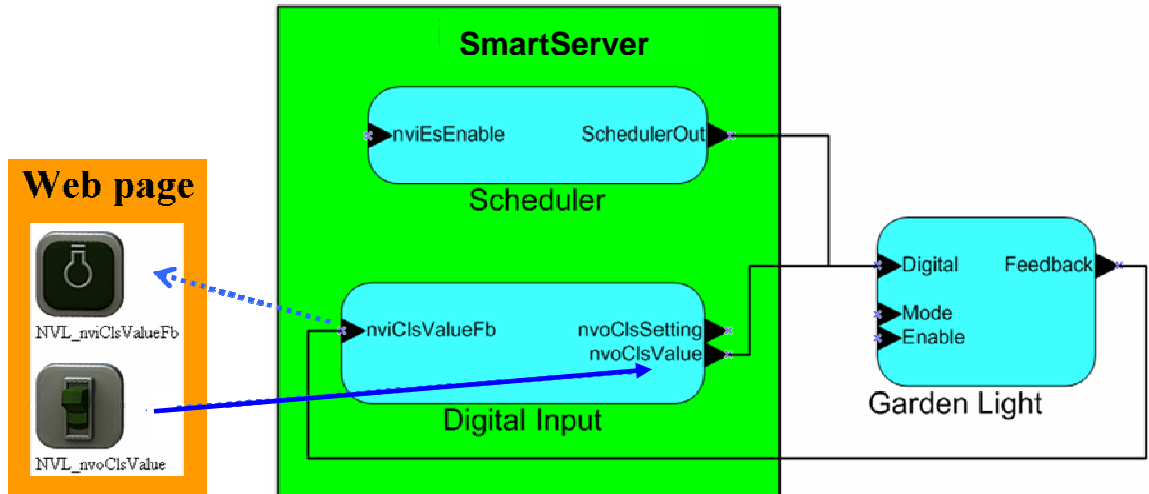 SmartServer
nviEsEnable
SchedulerOut
Scheduler
Web page
NVL_nviClsValueFb
NVL_nvoClsValue
nviClsValueFb
nvoClsSetting
nvoClsValue
Digital Input
Digital
Feedback
Mode
Enable
Garden Light